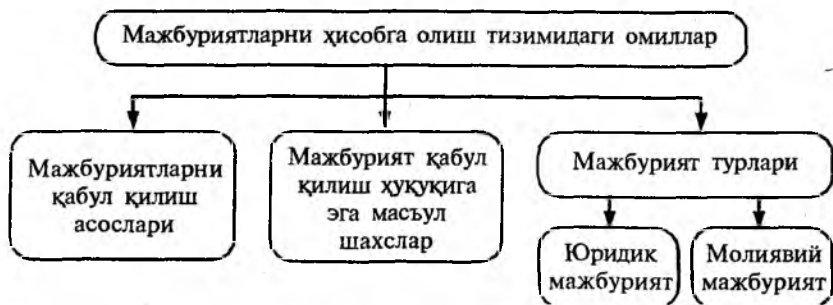 Мажбуриятларни ҳисобга олиш тизимидаги омиллар
Мажбуриятларни
қабул қилиш
асослари
Мажбурият қабул
қилиш ҳуқуқига
эга масъул
шахслар
Мажбурият турлари
Юридик
мажбурият
Молиявий
мажбурият